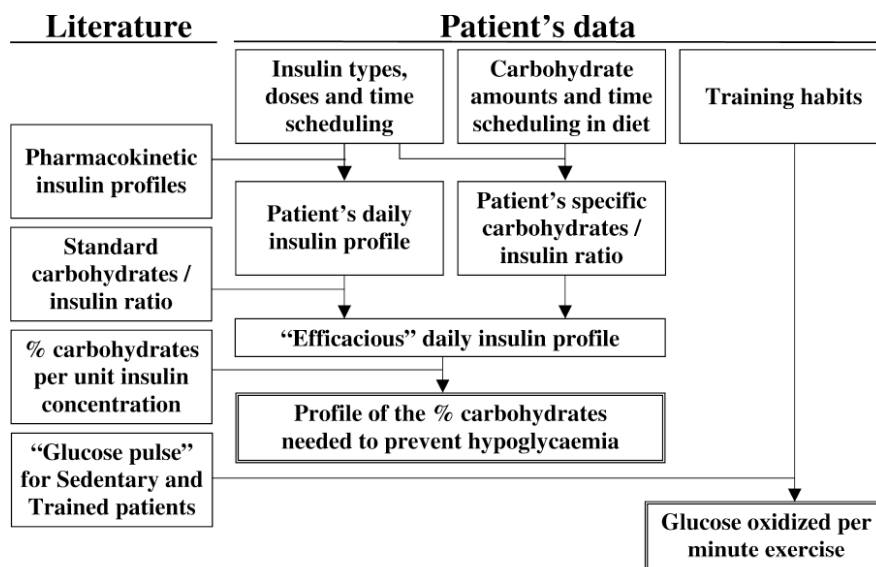 Literature
Patient's data
Insulin types,
doses and time
scheduling
Carbohydrate
amounts and time
scheduling in diet
Training habits
Pharmacokinetic
insulin profiles
Patient's daily
insulin profile
Patient's specific
carbohydrates /
insulin ratio
Standard
carbohydrates /
insulin ratio
“Efficacious” daily insulin profile
% carbohydrates
per unit insulin
concentration
Profile of the % carbohydrates
needed to prevent hypoglycaemia
“Glucose pulse”
for Sedentary and
Trained patients
Glucose oxidized per
minute exercise